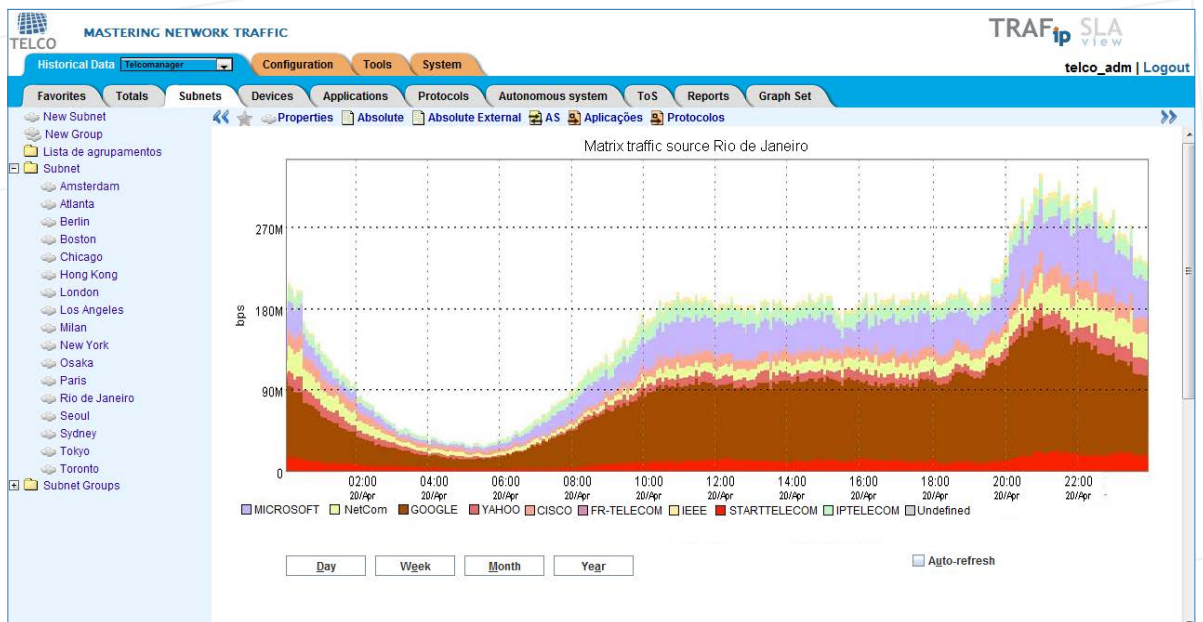 TELCO
MASTERING NETWORK TRAFFIC
TRAFip SLA view
Historical Data Telcomanager Configuration Tools System
telco_adm | Logout
Favorites Totals Subnets Devices Applications Protocols Autonomous system ToS Reports Graph Set
New Subnet
New Group
Lista de agrupamentos
Subnet
Amsterdam
Atlanta
Berlin
Boston
Chicago
Hong Kong
London
Los Angeles
Milan
New York
Osaka
Paris
Rio de Janeiro
Seoul
Sydney
Tokyo
Toronto
Subnet Groups
Properties Absolute Absolute External AS Aplicações Protocolos
Matrix traffic source Rio de Janeiro
270M
180M
90M
0
bps
02:00 04:00 06:00 08:00 10:00 12:00 14:00 16:00 18:00 20:00 22:00
20/Apr 20/Apr 20/Apr 20/Apr 20/Apr 20/Apr 20/Apr 20/Apr 20/Apr 20/Apr 20/Apr
MICROSOFT NetCom GOOGLE YAHOO CISCO FR-TELECOM IEEE STARTTELECOM IPTELECOM Undefined
Day Week Month Year
Auto-refresh